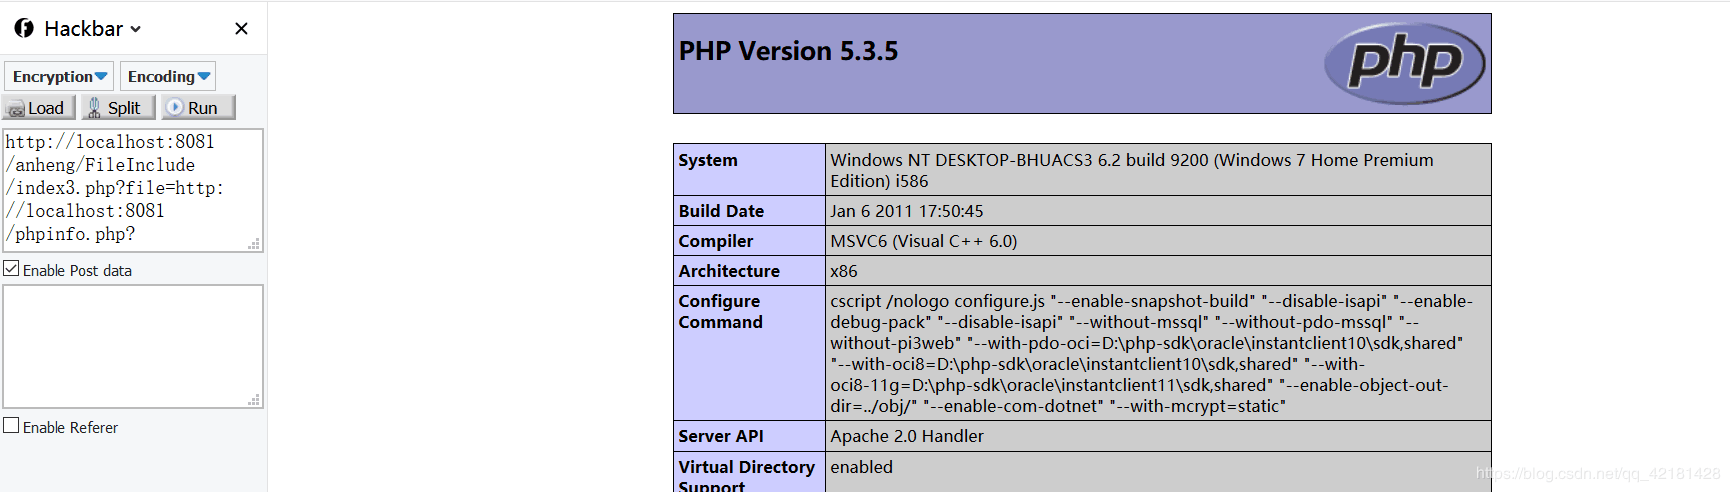 Hackbar
Encryption
Encoding
Load
Split
Run
http://localhost:8081
/anheng/FileInclude
/index3.php?file=http:
//localhost:8081
/phpinfo.php?
Enable Post data
Enable Referer
PHP Version 5.3.5
php
System
Windows NT DESKTOP-BHUACS3 6.2 build 9200 (Windows 7 Home Premium
Edition) i586
Build Date
Jan 6 2011 17:50:45
Compiler
MSVC6 (Visual C++ 6.0)
Architecture
x86
Configure
Command
cscript /nologo configure.js "--enable-snapshot-build" "--disable-isapi" "--enable-
debug-pack" "--disable-isapi" "--without-mssql" "--without-pdo-mssql" "--
without-pi3web" "--with-pdo-oci=D:\php-sdk\oracle\instantclient10\sdk,shared"
"--with-oci8=D:\php-sdk\oracle\instantclient10\sdk,shared" "--with-
oci8-11g=D:\php-sdk\oracle\instantclient11\sdk,shared" "--enable-object-out-
dir=../obj/" "--enable-com-dotnet" "--with-mcrypt=static"
Server API
Apache 2.0 Handler
Virtual Directory
Support
enabled
https://blog.csdn.net/qq_42181428